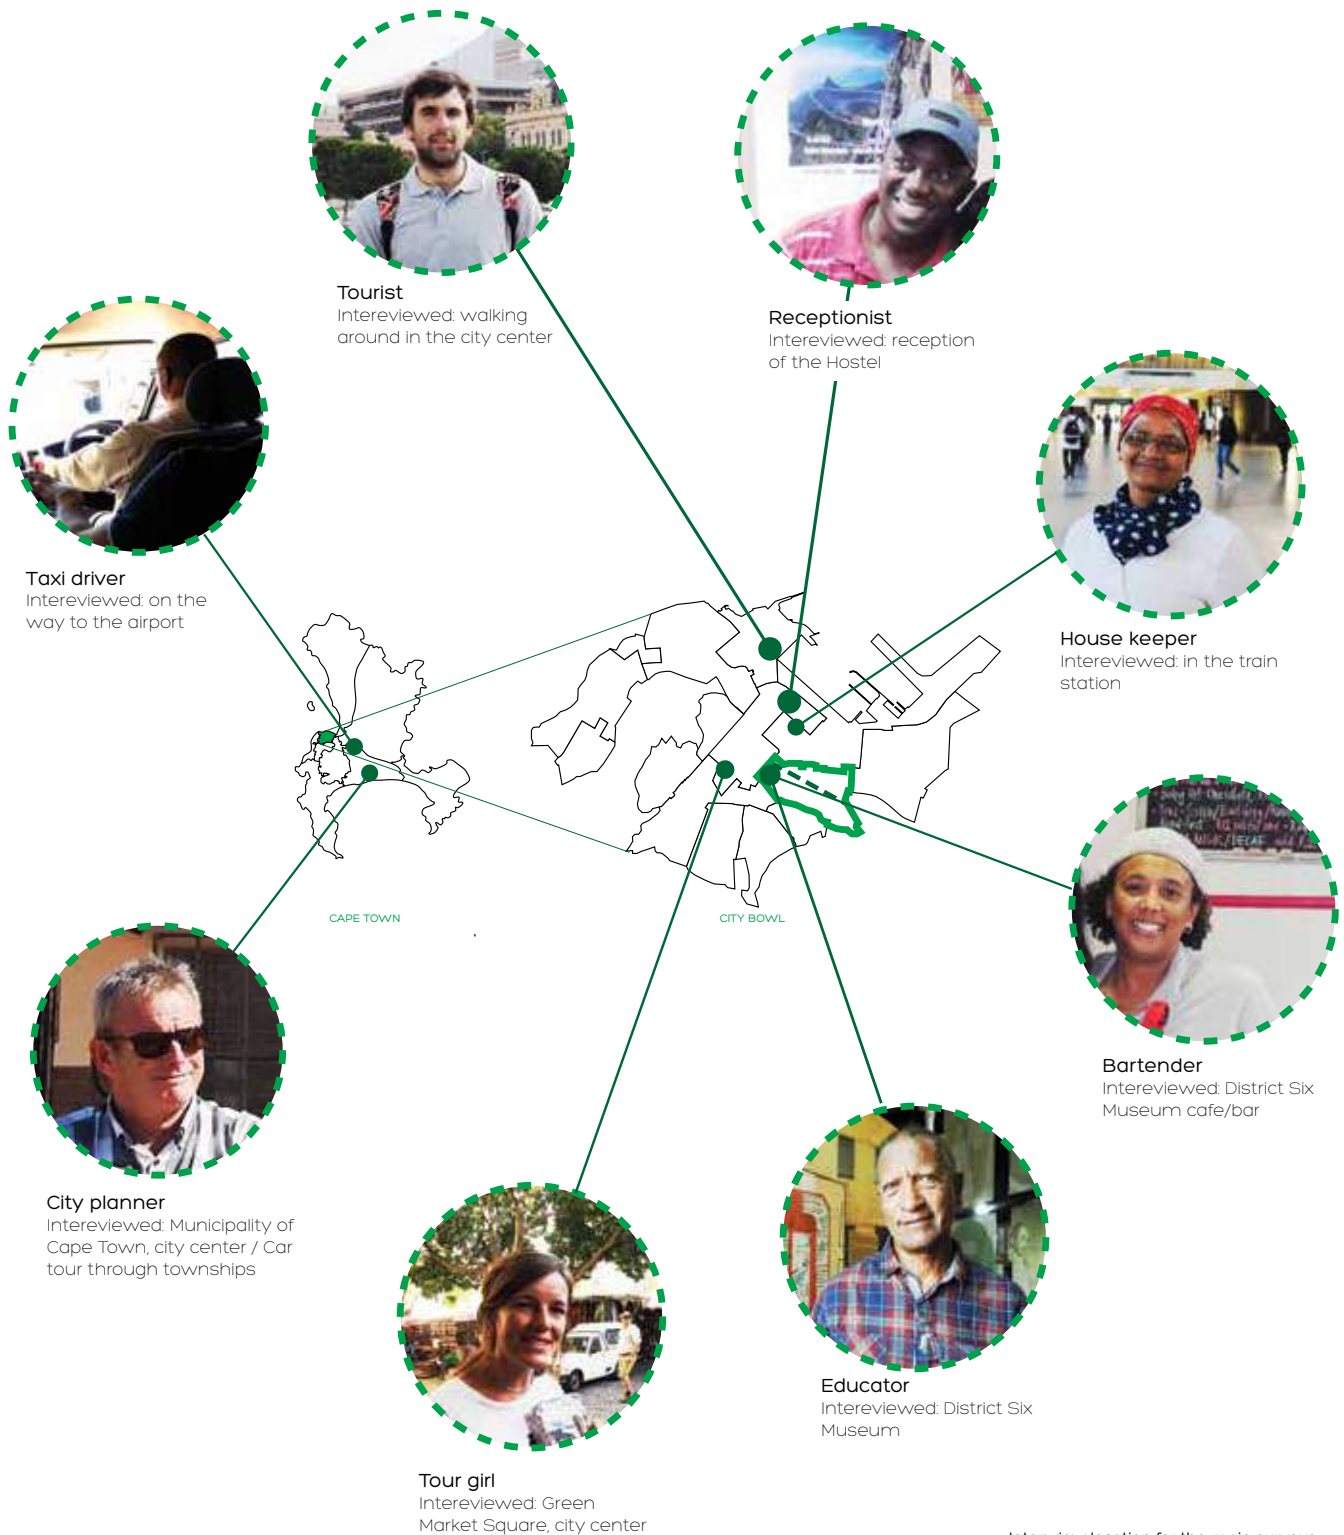 Tourist
Intereviewed: walking
around in the city center
Receptionist
Intereviewed: reception
of the Hostel
Taxi driver
Intereviewed: on the
way to the airport
House keeper
Intereviewed: in the train
station
CAPE TOWN
CITY BOWL
Bartender
Intereviewed: District Six
Museum cafe/bar
City planner
Intereviewed: Municipality of
Cape Town, city center / Car
tour through townships
Educator
Intereviewed: District Six
Museum
Tour girl
Intereviewed: Green
Market Square, city center